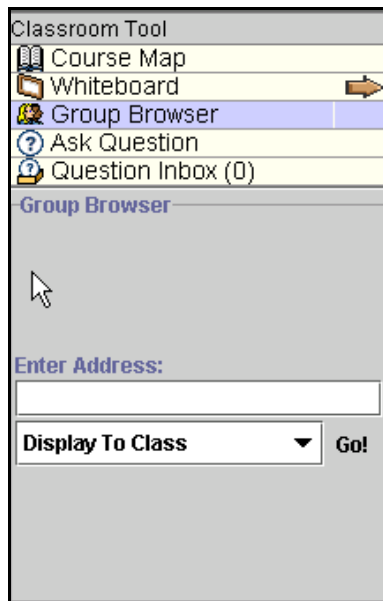 Classroom Tool
Course Map
Whiteboard
Group Browser
Ask Question
Question Inbox (0)
Group Browser
Enter Address:
Display To Class
Go!